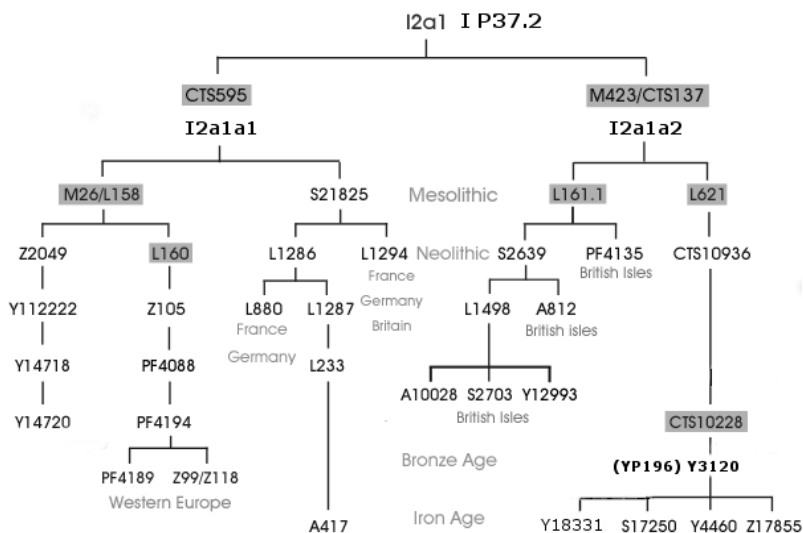 I2a1 I P37.2
CTS595 M423/CTS137
I2a1a1 I2a1a2
M26/L158 S21825 Mesolithic L161.1 L621
Z2049 L160 L1286 L1294 Neolithic S2639 PF4135 CTS10936
France British Isles
Germany
Y112222 Z105 L880 L1287 L1498 A812
France Britain British isles
Germany
Y14718 PF4088 L233
A10028 S2703 Y12993
British Isles
Y14720 PF4194 CTS10228
Bronze Age (YP196) Y3120
PF4189 Z99/Z118
Western Europe
A417 Iron Age Y18331 S17250 Y4460 Z17855